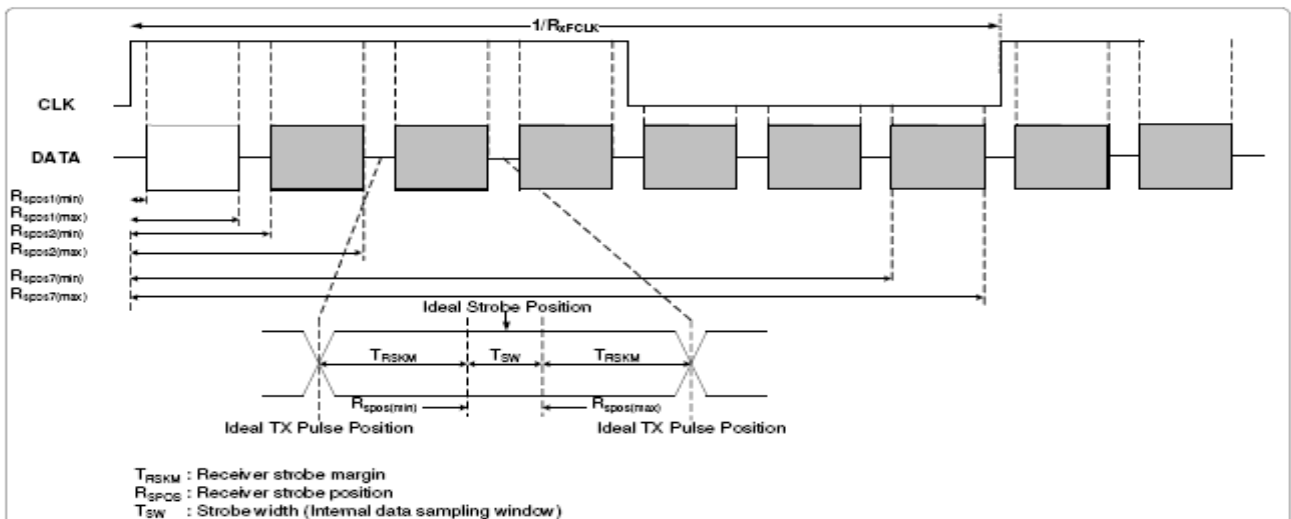 1/RxFCLK
CLK
DATA
Rspos1(min)
Rspos1(max)
Rspos2(min)
Rspos2(max)
Rspos7(min)
Rspos7(max)
Ideal Strobe Position
TRSKM TSW TRSKM
Rspos(min) Rspos(max)
Ideal TX Pulse Position Ideal TX Pulse Position
TRSKM : Receiver strobe margin
RSPOS : Receiver strobe position
TSW : Strobe width (Internal data sampling window)